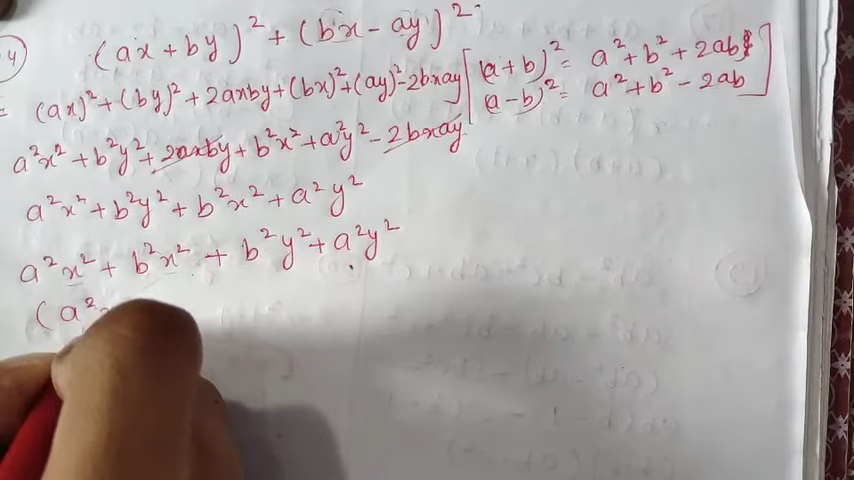 4 (ax + by)² + (bx - ay)²
= (ax)² + (by)² + 2axby + (bx)² + (ay)² - 2bxay [(a + b)² = a² + b² + 2ab
(a - b)² = a² + b² - 2ab]
a²x² + b²y² + 2axby + b²x² + a²y² - 2bxay
a²x² + b²y² + b²x² + a²y²
a²x² + b²x² + b²y² + a²y²
(a²